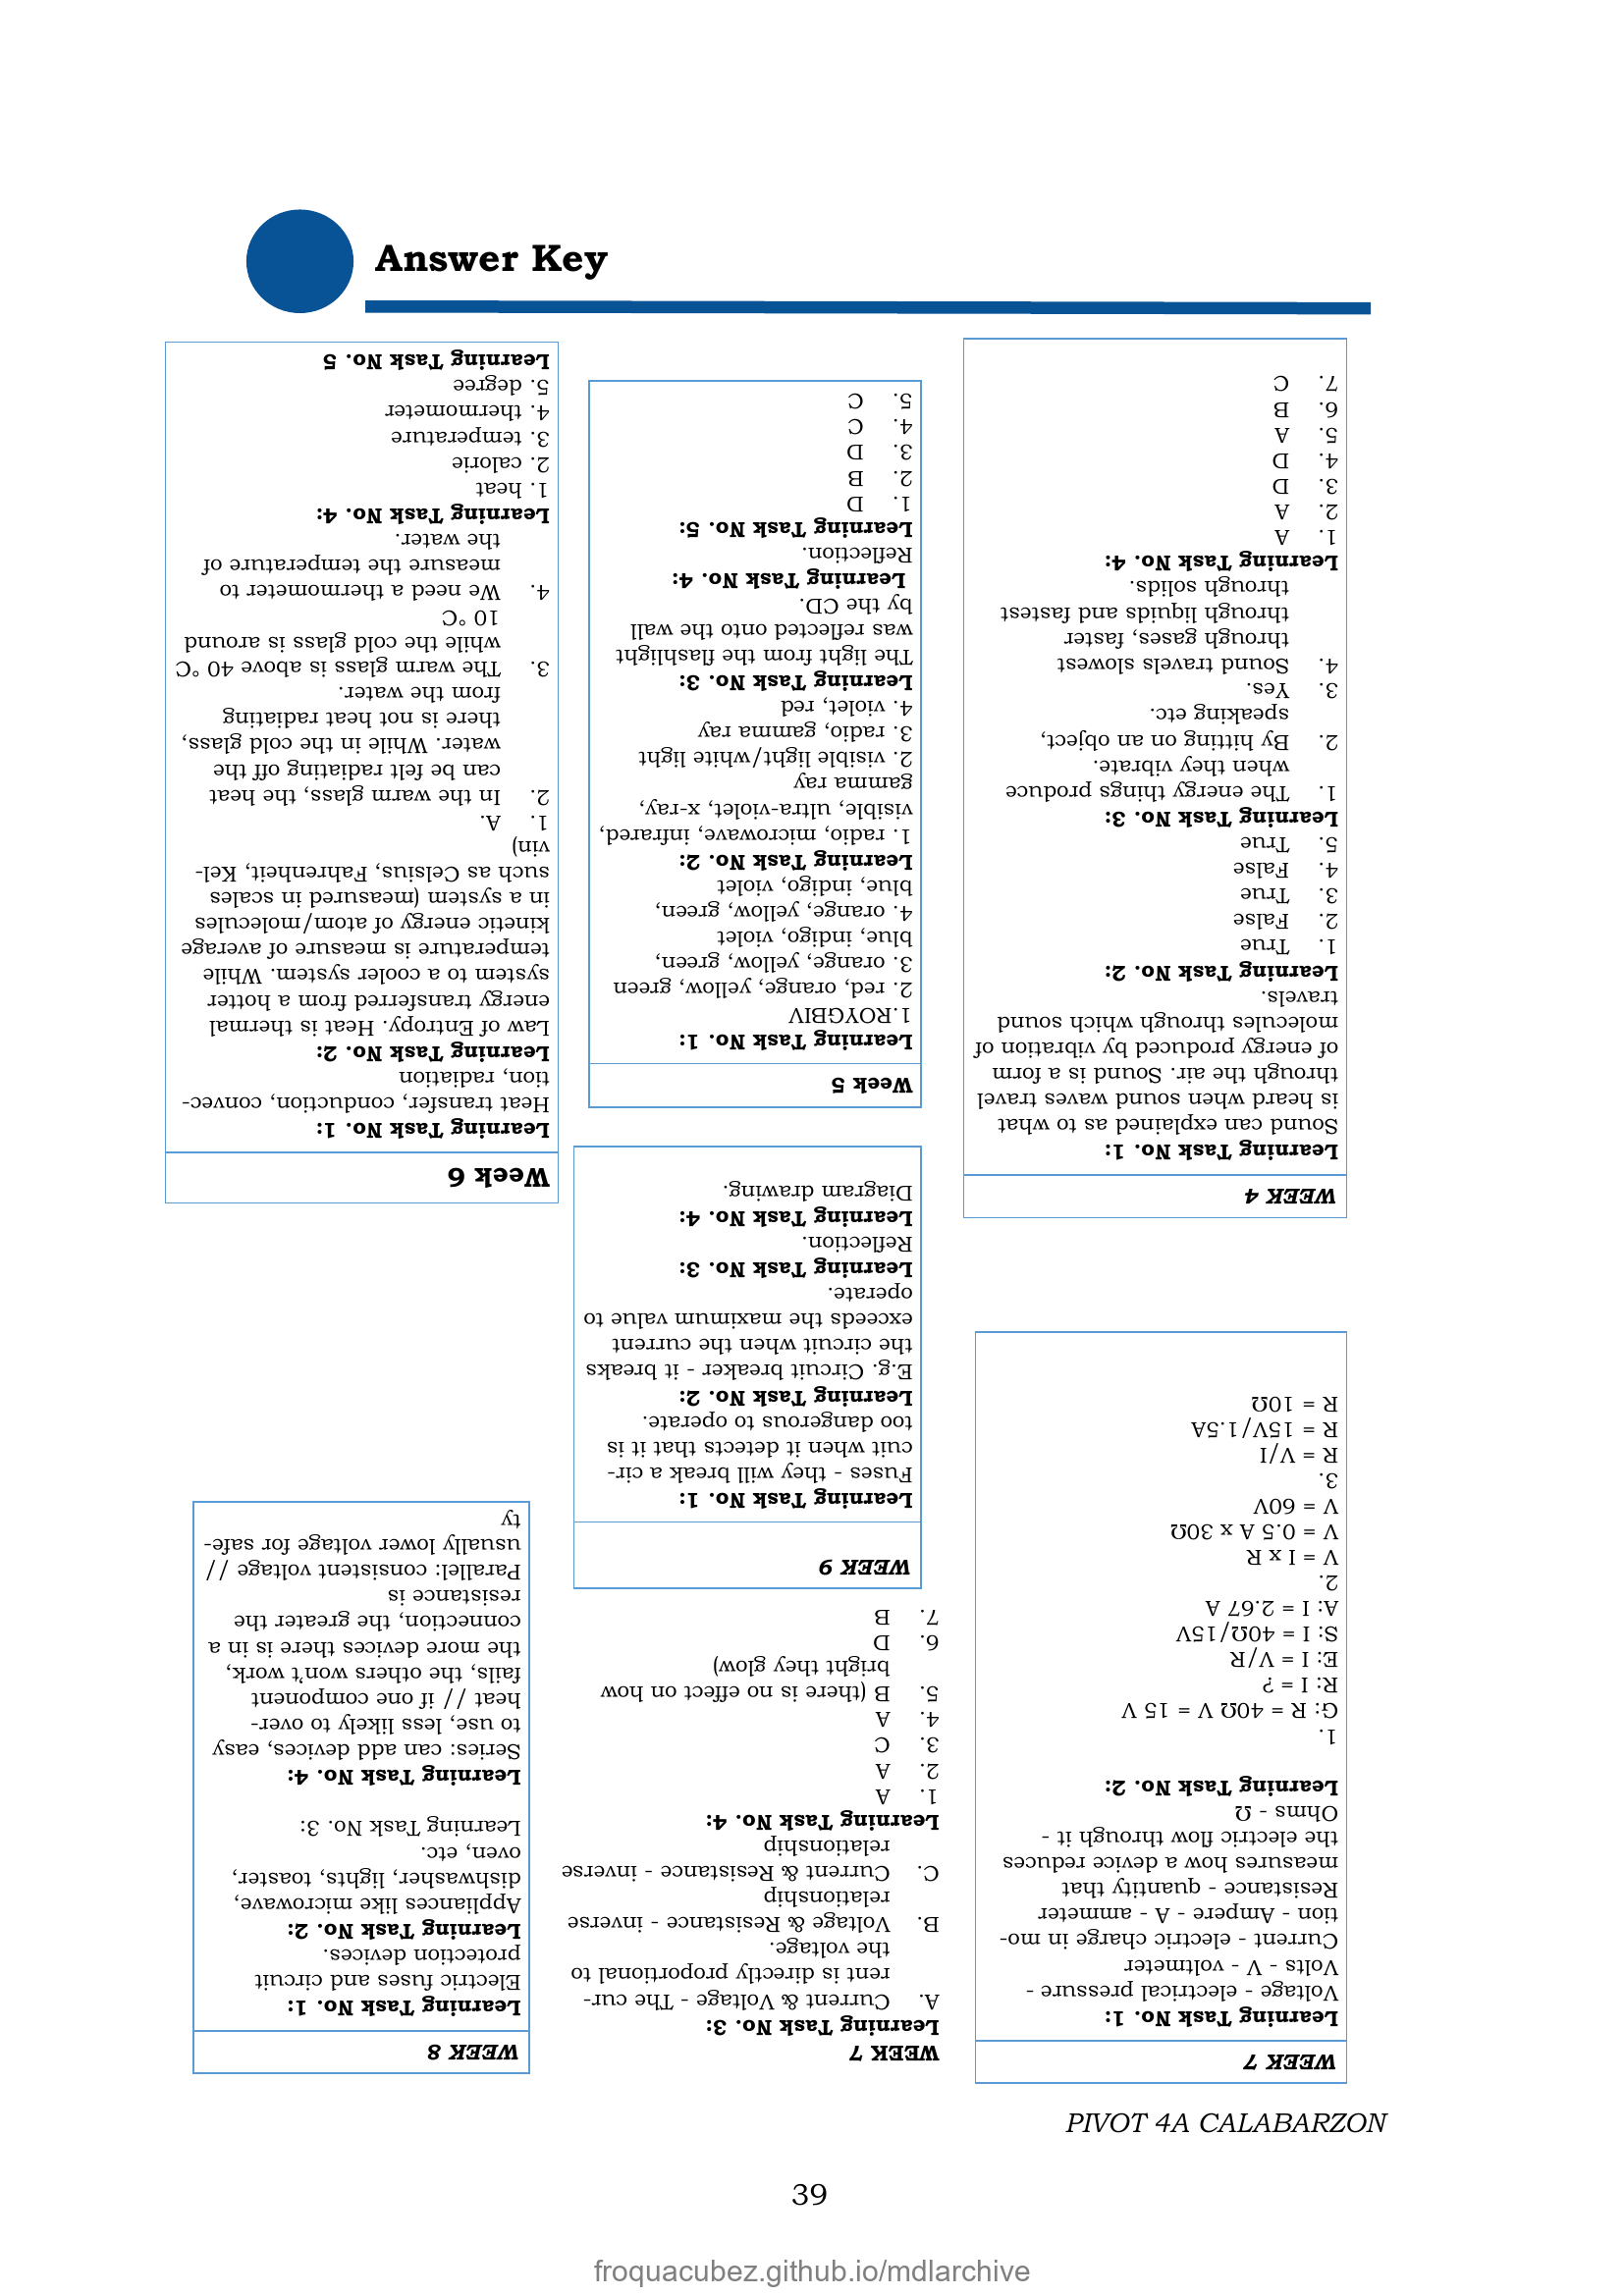 Answer Key
WEEK 4
Learning Task No. 1:
Sound can explained as to what
is heard when sound waves travel
through the air. Sound is a form
of energy produced by vibration of
molecules through which sound
travels.
Learning Task No. 2:
1. True
2. False
3. True
4. False
5. True
Learning Task No. 3:
1. The energy things produce
when they vibrate.
2. By hitting on an object,
speaking etc.
3. Yes.
4. Sound travels slowest
through gases, faster
through liquids and fastest
through solids.
Learning Task No. 4:
1. A
2. A
3. D
4. D
5. A
6. B
7. C
Week 5
Learning Task No. 1:
1.ROYGBIV
2. red, orange, yellow, green
3. orange, yellow, green,
blue, indigo, violet
4. orange, yellow, green,
blue, indigo, violet
Learning Task No. 2:
1. radio, microwave, infrared,
visible, ultra-violet, x-ray,
gamma ray
2. visible light/white light
3. radio, gamma ray
4. violet, red
Learning Task No. 3:
The light from the flashlight
was reflected onto the wall
by the CD.
Learning Task No. 4:
Reflection.
Learning Task No. 5:
1. D
2. B
3. D
4. C
5. C
Week 6
Learning Task No. 1:
Heat transfer, conduction, convec-
tion, radiation
Learning Task No. 2:
Law of Entropy. Heat is thermal
energy transferred from a hotter
system to a cooler system. While
temperature is measure of average
kinetic energy of atom/molecules
in a system (measured in scales
such as Celsius, Fahrenheit, Kel-
vin)
1. A.
2. In the warm glass, the heat
can be felt radiating off the
water. While in the cold glass,
there is not heat radiating
from the water.
3. The warm glass is above 40 °C
while the cold glass is around
10 °C
4. We need a thermometer to
measure the temperature of
the water.
Learning Task No. 4:
1. heat
2. calorie
3. temperature
4. thermometer
5. degree
Learning Task No. 5
WEEK 7
Learning Task No. 1:
Voltage - electrical pressure -
Volts - V - voltmeter
Current - electric charge in mo-
tion - Ampere - A - ammeter
Resistance - quantity that
measures how a device reduces
the electric flow through it -
Ohms - Ω
Learning Task No. 2:
1.
G: R = 40Ω V = 15 V
R: I = ?
E: I = V/R
S: I = 40Ω/15V
A: I = 2.67 A
2.
V = I x R
V = 0.5 A x 30Ω
V = 60V
3.
R = V/I
R = 15V/1.5A
R = 10Ω
WEEK 7
Learning Task No. 3:
A. Current & Voltage - The cur-
rent is directly proportional to
the voltage.
B. Voltage & Resistance - inverse
relationship
C. Current & Resistance - inverse
relationship
Learning Task No. 4:
1. A
2. A
3. C
4. A
5. B (there is no effect on how
bright they glow)
6. D
7. B
WEEK 8
Learning Task No. 1:
Electric fuses and circuit
protection devices.
Learning Task No. 2:
Appliances like microwave,
dishwasher, lights, toaster,
oven, etc.
Learning Task No. 3:
Learning Task No. 4:
Series: can add devices, easy
to use, less likely to over-
heat // if one component
fails, the others won't work,
the more devices there is in a
connection, the greater the
resistance is
Parallel: consistent voltage //
usually lower voltage for safe-
ty
WEEK 9
Learning Task No. 1:
Fuses - they will break a cir-
cuit when it detects that it is
too dangerous to operate.
Learning Task No. 2:
E.g. Circuit breaker - it breaks
the circuit when the current
exceeds the maximum value to
operate.
Learning Task No. 3:
Reflection.
Learning Task No. 4:
Diagram drawing.
PIVOT 4A CALABARZON
39
froquacubez.github.io/mdlarchive